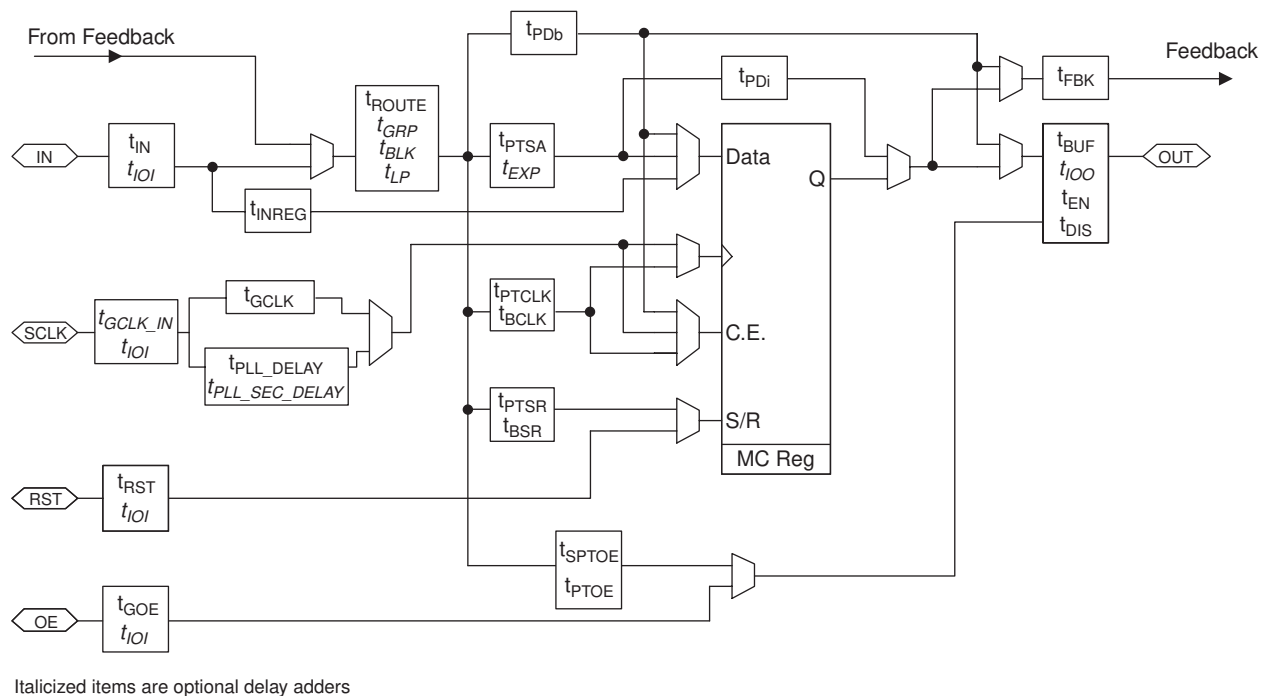 From Feedback
Feedback
tPDb
tPDi
tFBK
tROUTE
tGRP
tBLK
tLP
IN
tIN
tIOI
tPTSA
tEXP
tINREG
Data
Q
tBUF
tIOO
tEN
tDIS
OUT
SCLK
tGCLK_IN
tIOI
tGCLK
tPLL_DELAY
tPLL_SEC_DELAY
tPTCLK
tBCLK
C.E.
tPTSR
tBSR
S/R
MC Reg
RST
tRST
tIOI
tSPTOE
tPTOE
OE
tGOE
tIOI
Italicized items are optional delay adders